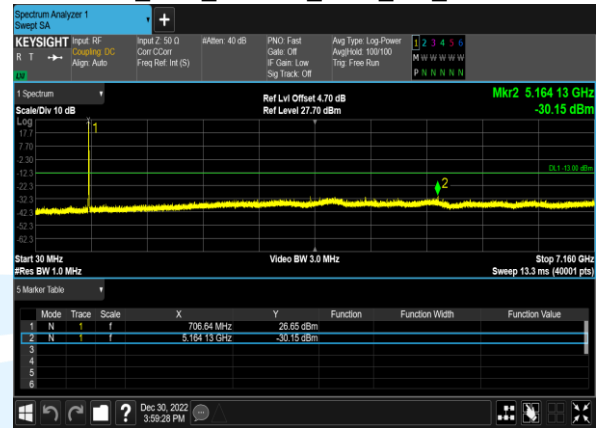 Spectrum Analyzer 1
Swept SA
KEYSIGHT
R T
LV
Input: RF
Coupling: DC
Align: Auto
Input Z: 50 Ω
Corr CCorr
Freq Ref: Int (S)
#Atten: 40 dB
PNO: Fast
Gate: Off
IF Gain: Low
Sig Track: Off
Avg Type: Log-Power
Avg|Hold: 100/100
Trig: Free Run
1 2 3 4 5 6
M W W W W W
P N N N N N
1 Spectrum
Scale/Div 10 dB
Ref Lvl Offset 4.70 dB
Ref Level 27.70 dBm
Mkr2 5.164 13 GHz
-30.15 dBm
Log
17.7
7.70
-2.30
-12.3
-22.3
-32.3
-42.3
-52.3
-62.3
1
2
DL1 -13.00 dBm
Start 30 MHz
#Res BW 1.0 MHz
Video BW 3.0 MHz
Stop 7.160 GHz
Sweep 13.3 ms (40001 pts)
5 Marker Table
Mode Trace Scale X Y Function Function Width Function Value
1 N 1 f 706.64 MHz 26.65 dBm
2 N 1 f 5.164 13 GHz -30.15 dBm
3
4
5
6
?
Dec 30, 2022
3:59:28 PM